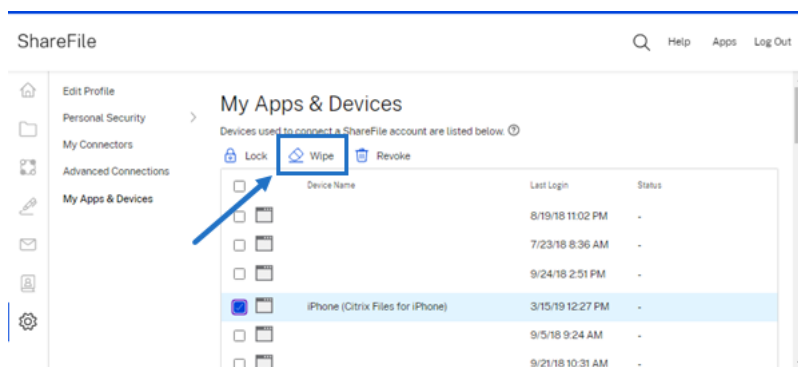 ShareFile
Help Apps Log Out
Edit Profile
Personal Security
My Connectors
Advanced Connections
My Apps & Devices
My Apps & Devices
Devices used to connect a ShareFile account are listed below.
Lock Wipe Revoke
Device Name Last Login Status
8/19/18 11:02 PM -
7/23/18 8:36 AM -
9/24/18 2:51 PM -
iPhone (Citrix Files for iPhone) 3/15/19 12:27 PM -
9/5/18 9:24 AM -
9/21/18 10:31 AM -